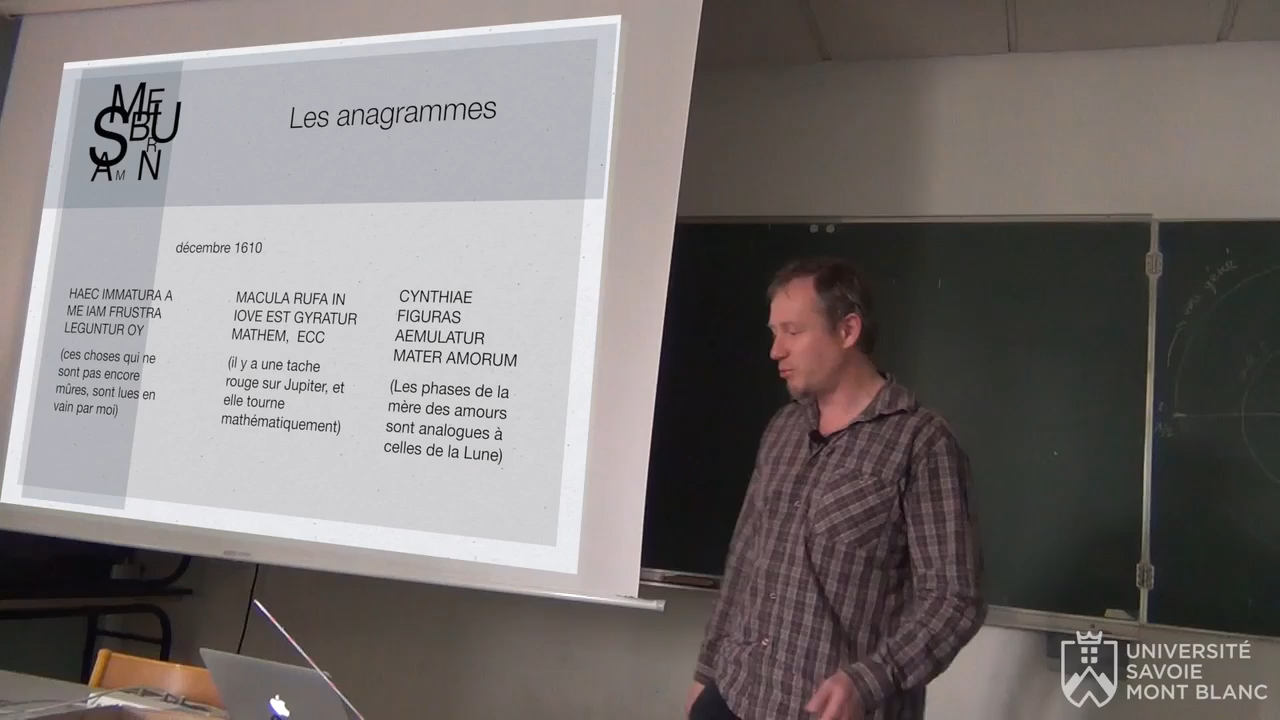 Les anagrammes
décembre 1610
HAEC IMMATURA A
ME IAM FRUSTRA
LEGUNTUR OY
(ces choses qui ne
sont pas encore
mûres, sont lues en
vain par moi)
MACULA RUFA IN
IOVE EST GYRATUR
MATHEM, ECC
(il y a une tache
rouge sur Jupiter, et
elle tourne
mathématiquement)
CYNTHIAE
FIGURAS
AEMULATUR
MATER AMORUM
(Les phases de la
mère des amours
sont analogues à
celles de la Lune)
UNIVERSITÉ
SAVOIE
MONT BLANC